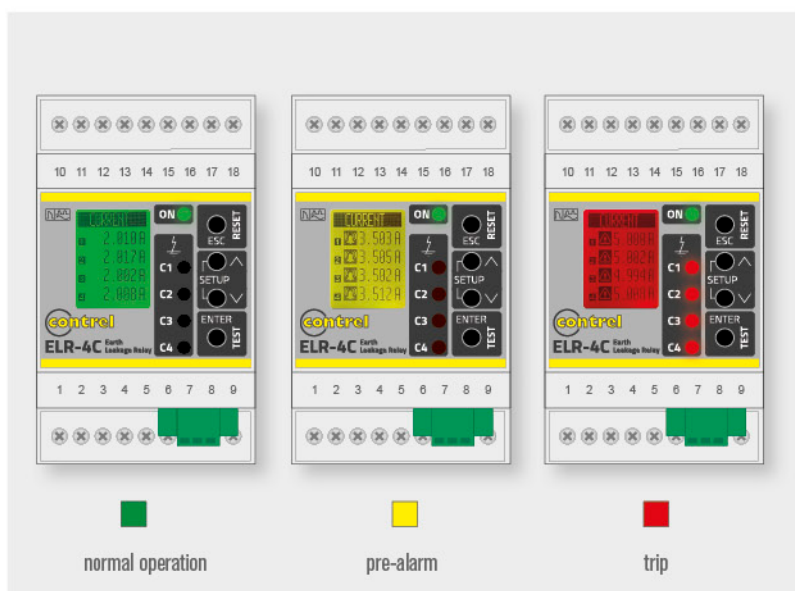 10 11 12 13 14 15 16 17 18
CURRENT
ON
RESET
ESC
2.010A
2.017A
2.002A
2.008A
C1
SETUP
C2
contrel
C3
ENTER
ELR-4C Earth Leakage Relay
C4
TEST
1 2 3 4 5 6 7 8 9
10 11 12 13 14 15 16 17 18
CURRENT
ON
RESET
ESC
3.503A
3.505A
3.502A
3.512A
C1
SETUP
C2
contrel
C3
ENTER
ELR-4C Earth Leakage Relay
C4
TEST
1 2 3 4 5 6 7 8 9
10 11 12 13 14 15 16 17 18
CURRENT
ON
RESET
ESC
5.002A
4.994A
C1
SETUP
C2
contrel
C3
ENTER
ELR-4C Earth Leakage Relay
C4
TEST
1 2 3 4 5 6 7 8 9
normal operation
pre-alarm
trip